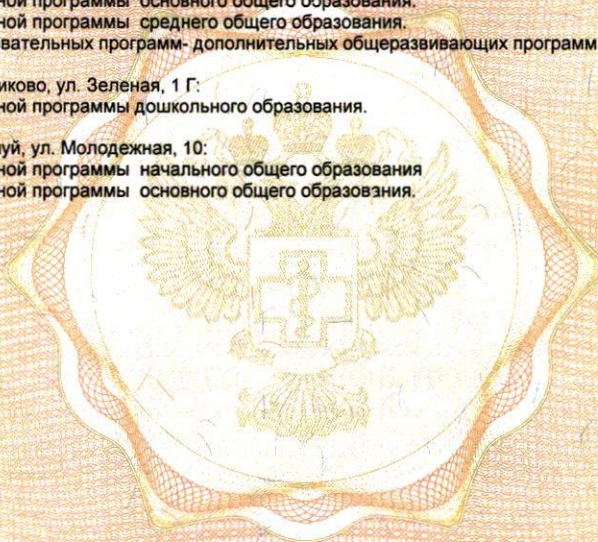 ной программы основного общего образования.
ной программы среднего общего образования.
вательных программ- дополнительных общеразвивающих программ
иково, ул. Зеленая, 1 Г:
ной программы дошкольного образования.
уй, ул. Молодежная, 10:
ной программы начального общего образования
ной программы основного общего образовзния.